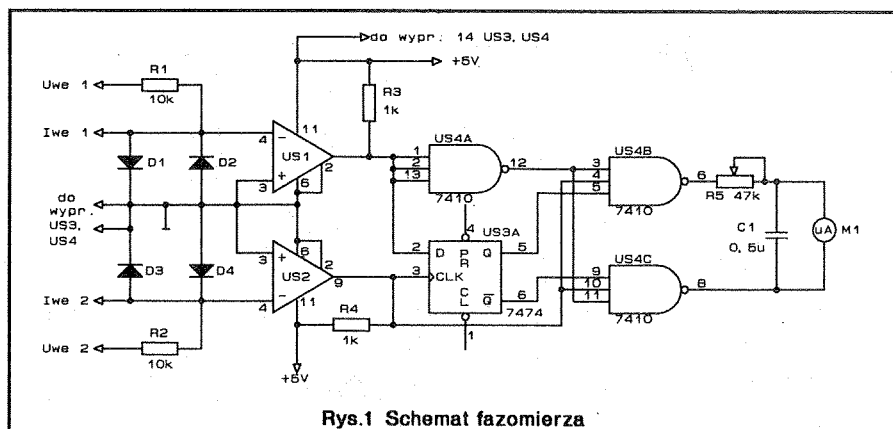 do wypr. 14 US3, US4
+5V
Uwe 1
R1
10k
R3
1k
Iwe 1
4
-
11
US1
D1
D2
+
3
6
2
US4A
1
2
13
12
7410
US4B
3
4
5
6
7410
R5 47k
C1
0,5u
uA
M1
do
wypr.
US3,
US4
4
US3A
2
D
PR
Q
5
3
CLK
CL
Q
6
7474
1
D3
D4
3
+
6
2
US2
9
4
-
11
US4C
9
10
11
8
7410
Iwe 2
R4
1k
R2
10k
Uwe 2
+5V
Rys.1 Schemat fazomierza